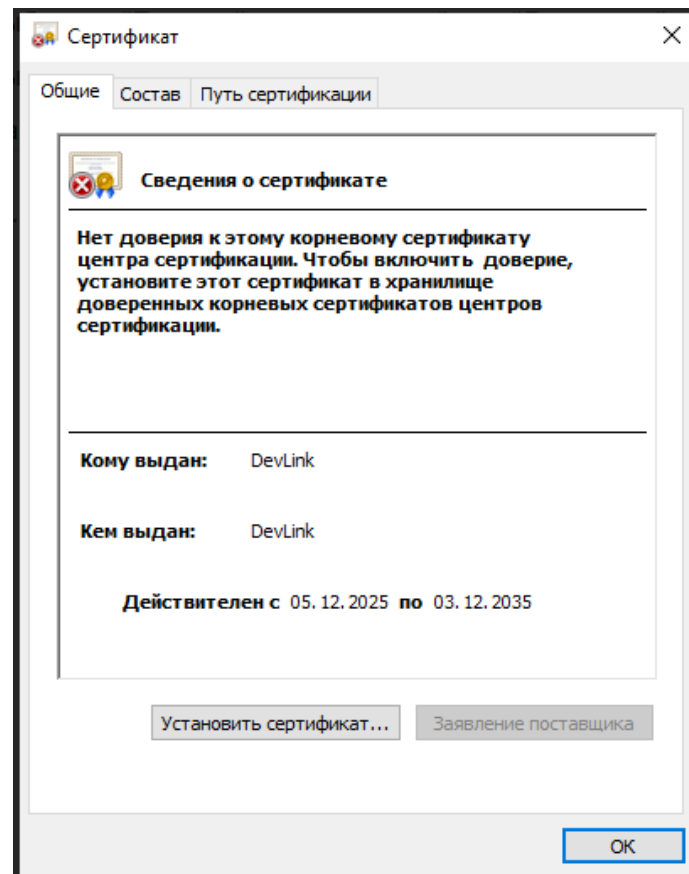 Сертификат
Общие Состав Путь сертификации
Сведения о сертификате
Нет доверия к этому корневому сертификату
центра сертификации. Чтобы включить доверие,
установите этот сертификат в хранилище
доверенных корневых сертификатов центров
сертификации.
Кому выдан: DevLink
Кем выдан: DevLink
Действителен с 05.12.2025 по 03.12.2035
Установить сертификат... Заявление поставщика
ОК